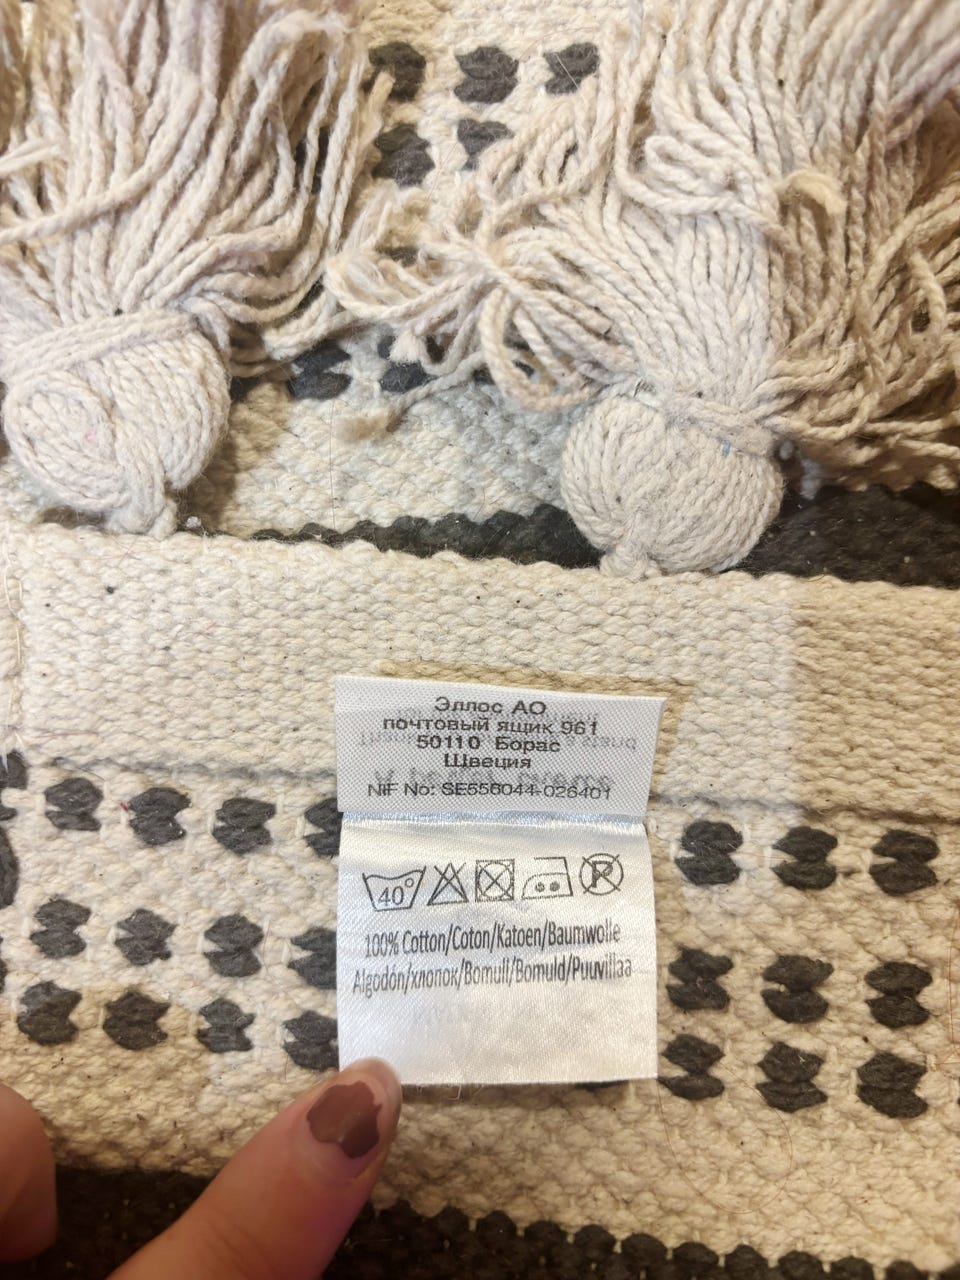 Эллос АО
почтовый ящик 961
50110 Борас
Швеция
NIF No: SE556044-026401
40°
P
100% Cotton/Coton/Katoen/Baumwolle
Algodón/хлопок/Bomull/Bomuld/Puuvillaa